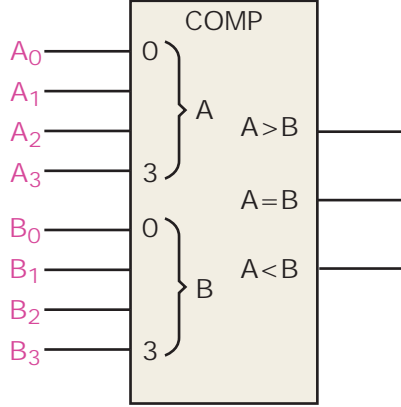 COMP
A₀ 0
A₁
A₂ A
A₃ 3
B₀ 0
B₁
B₂ B
B₃ 3
A>B
A=B
A<B